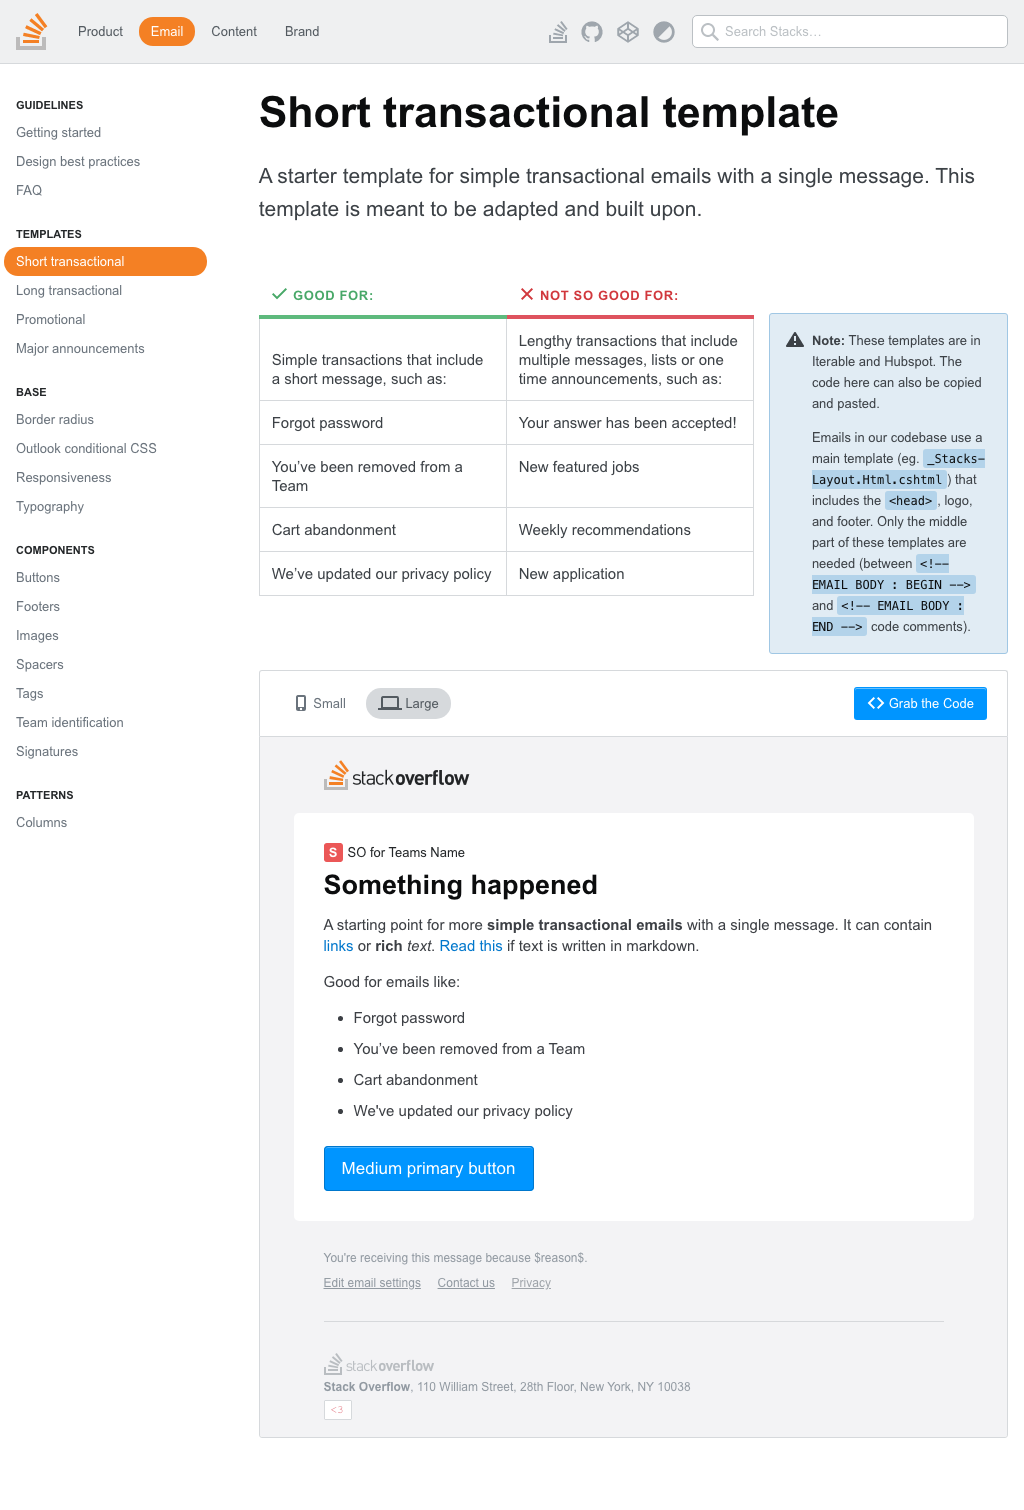 Product Email Content Brand
Search Stacks…
GUIDELINES
Getting started
Design best practices
FAQ
TEMPLATES
Short transactional
Long transactional
Promotional
Major announcements
BASE
Border radius
Outlook conditional CSS
Responsiveness
Typography
COMPONENTS
Buttons
Footers
Images
Spacers
Tags
Team identification
Signatures
PATTERNS
Columns
Short transactional template
A starter template for simple transactional emails with a single message. This
template is meant to be adapted and built upon.
GOOD FOR:
NOT SO GOOD FOR:
Simple transactions that include
a short message, such as:
Lengthy transactions that include
multiple messages, lists or one
time announcements, such as:
Forgot password
Your answer has been accepted!
You’ve been removed from a
Team
New featured jobs
Cart abandonment
Weekly recommendations
We’ve updated our privacy policy
New application
Note: These templates are in
Iterable and Hubspot. The
code here can also be copied
and pasted.
Emails in our codebase use a
main template (eg. _Stacks-
Layout.Html.cshtml) that
includes the <head>, logo,
and footer. Only the middle
part of these templates are
needed (between <!--
EMAIL BODY : BEGIN -->
and <!-- EMAIL BODY :
END --> code comments).
Small
Large
Grab the Code
stackoverflow
S SO for Teams Name
Something happened
A starting point for more simple transactional emails with a single message. It can contain
links or rich text. Read this if text is written in markdown.
Good for emails like:
Forgot password
You’ve been removed from a Team
Cart abandonment
We've updated our privacy policy
Medium primary button
You're receiving this message because $reason$.
Edit email settings Contact us Privacy
stackoverflow
Stack Overflow, 110 William Street, 28th Floor, New York, NY 10038
<3